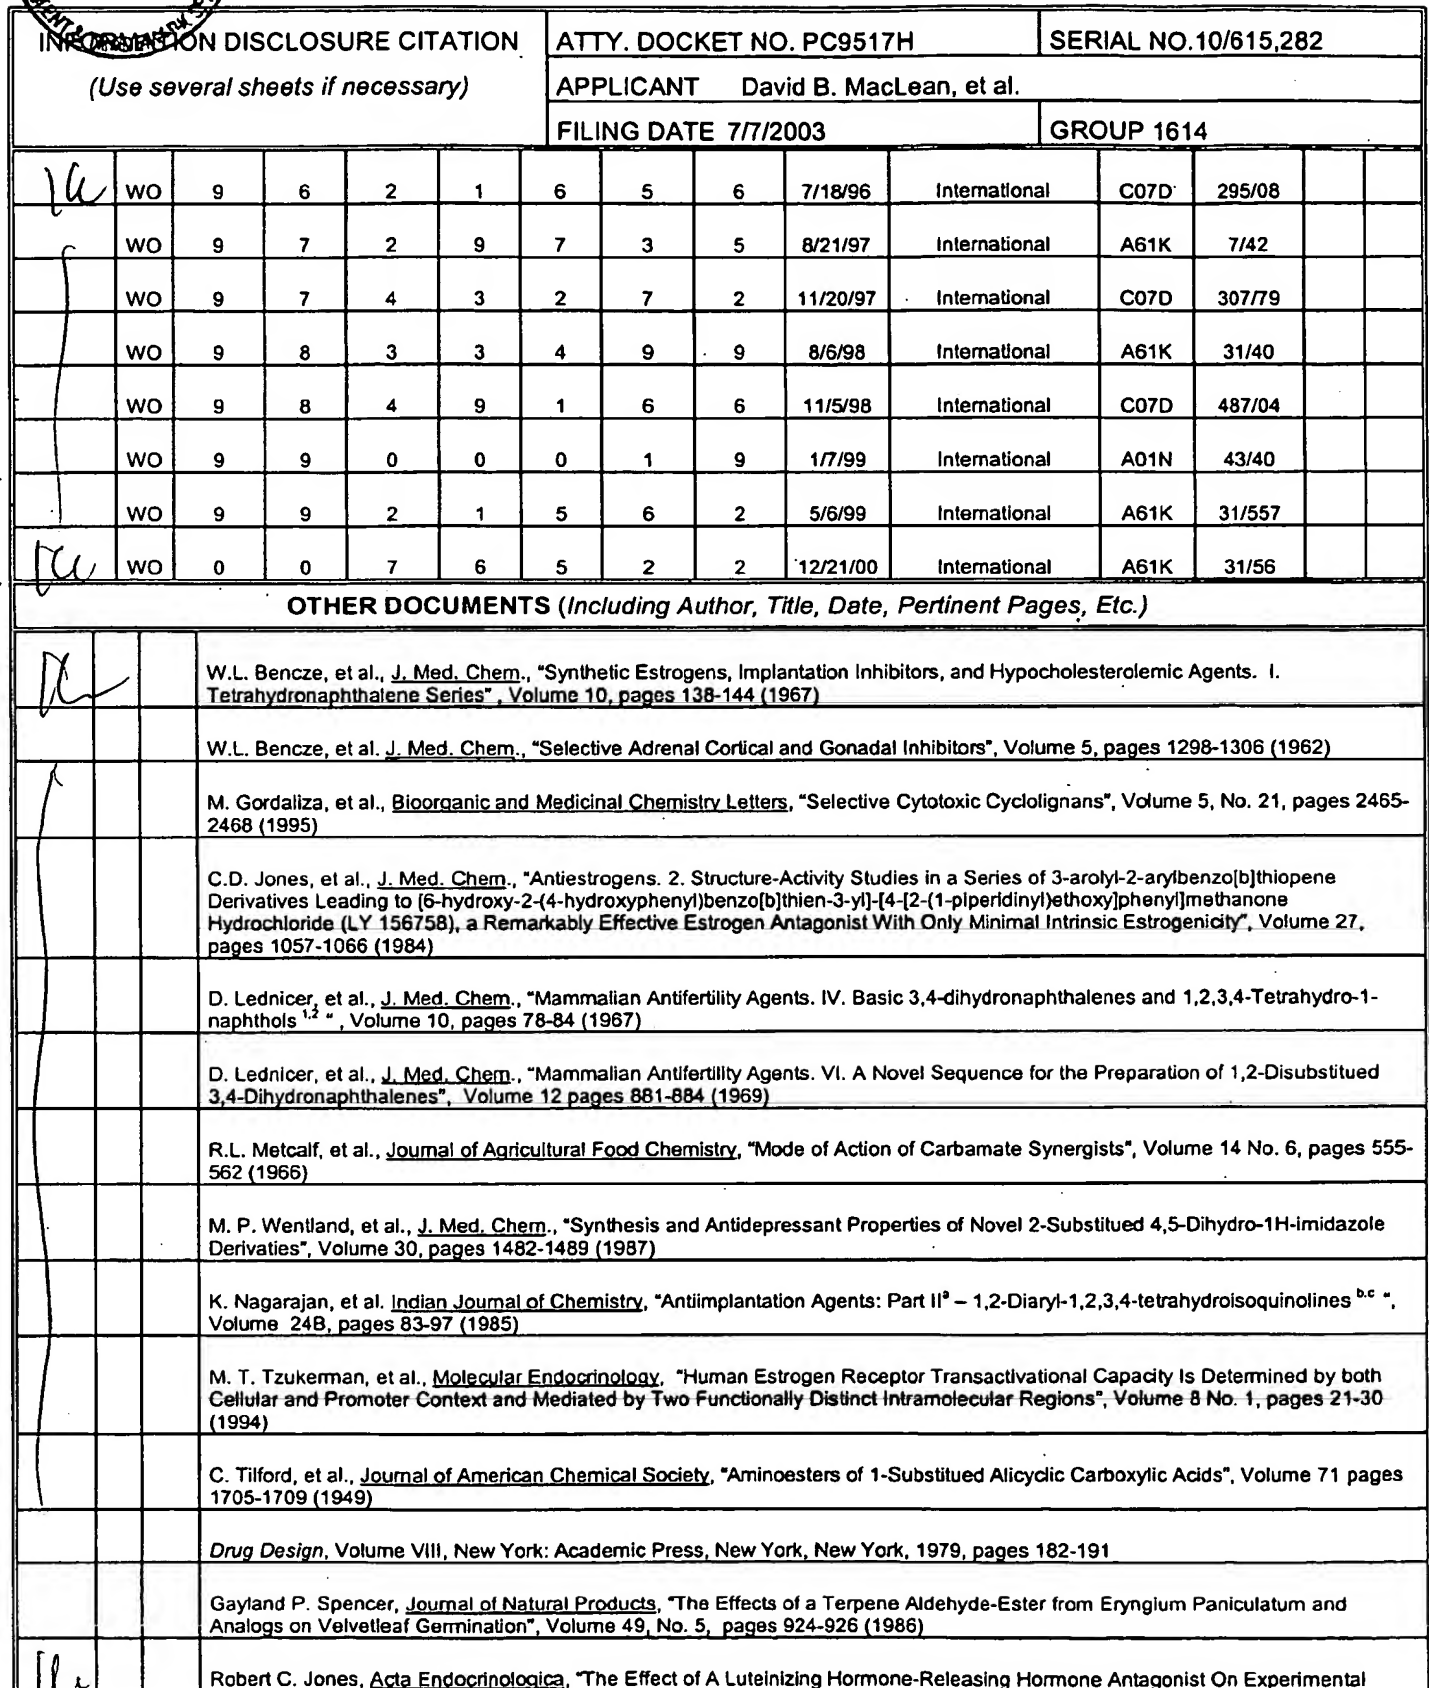 INFORMATION DISCLOSURE CITATION
(Use several sheets if necessary)
ATTY. DOCKET NO. PC9517H
SERIAL NO.10/615,282
APPLICANT David B. MacLean, et al.
FILING DATE 7/7/2003
GROUP 1614
WO 9 6 2 1 6 5 6 7/18/96 International C07D 295/08
WO 9 7 2 9 7 3 5 8/21/97 International A61K 7/42
WO 9 7 4 3 2 7 2 11/20/97 International C07D 307/79
WO 9 8 3 3 4 9 9 8/6/98 International A61K 31/40
WO 9 8 4 9 1 6 6 11/5/98 International C07D 487/04
WO 9 9 0 0 0 1 9 1/7/99 International A01N 43/40
WO 9 9 2 1 5 6 2 5/6/99 International A61K 31/557
WO 0 0 7 6 5 2 2 12/21/00 International A61K 31/56
OTHER DOCUMENTS (Including Author, Title, Date, Pertinent Pages, Etc.)
W.L. Bencze, et al., J. Med. Chem., "Synthetic Estrogens, Implantation Inhibitors, and Hypocholesterolemic Agents. I.
Tetrahydronaphthalene Series" , Volume 10, pages 138-144 (1967)
W.L. Bencze, et al. J. Med. Chem., "Selective Adrenal Cortical and Gonadal Inhibitors", Volume 5, pages 1298-1306 (1962)
M. Gordaliza, et al., Bioorganic and Medicinal Chemistry Letters, "Selective Cytotoxic Cyclolignans", Volume 5, No. 21, pages 2465-
2468 (1995)
C.D. Jones, et al., J. Med. Chem., "Antiestrogens. 2. Structure-Activity Studies in a Series of 3-arolyl-2-arylbenzo[b]thiopene
Derivatives Leading to [6-hydroxy-2-(4-hydroxyphenyl)benzo[b]thien-3-yl]-[4-[2-(1-piperidinyl)ethoxy]phenyl]methanone
Hydrochloride (LY 156758), a Remarkably Effective Estrogen Antagonist With Only Minimal Intrinsic Estrogenicity", Volume 27,
pages 1057-1066 (1984)
D. Lednicer, et al., J. Med. Chem., "Mammalian Antifertility Agents. IV. Basic 3,4-dihydronaphthalenes and 1,2,3,4-Tetrahydro-1-
naphthols 1,2 " , Volume 10, pages 78-84 (1967)
D. Lednicer, et al., J. Med. Chem., "Mammalian Antifertility Agents. VI. A Novel Sequence for the Preparation of 1,2-Disubstitued
3,4-Dihydronaphthalenes", Volume 12 pages 881-884 (1969)
R.L. Metcalf, et al., Journal of Agricultural Food Chemistry, "Mode of Action of Carbamate Synergists", Volume 14 No. 6, pages 555-
562 (1966)
M. P. Wentland, et al., J. Med. Chem., "Synthesis and Antidepressant Properties of Novel 2-Substitued 4,5-Dihydro-1H-imidazole
Derivaties", Volume 30, pages 1482-1489 (1987)
K. Nagarajan, et al. Indian Journal of Chemistry, "Antiimplantation Agents: Part IIa – 1,2-Diaryl-1,2,3,4-tetrahydroisoquinolines b,c ",
Volume 24B, pages 83-97 (1985)
M. T. Tzukerman, et al., Molecular Endocrinology, "Human Estrogen Receptor Transactivational Capacity Is Determined by both
Cellular and Promoter Context and Mediated by Two Functionally Distinct Intramolecular Regions", Volume 8 No. 1, pages 21-30
(1994)
C. Tilford, et al., Journal of American Chemical Society, "Aminoesters of 1-Substitued Alicyclic Carboxylic Acids", Volume 71 pages
1705-1709 (1949)
Drug Design, Volume VIII, New York: Academic Press, New York, New York, 1979, pages 182-191
Gayland P. Spencer, Journal of Natural Products, "The Effects of a Terpene Aldehyde-Ester from Eryngium Paniculatum and
Analogs on Velvetleaf Germination", Volume 49, No. 5, pages 924-926 (1986)
Robert C. Jones, Acta Endocrinologica, "The Effect of A Luteinizing Hormone-Releasing Hormone Antagonist On Experimental